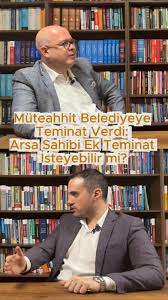 Müteahhit Belediyeye
Teminat Verdi:
Arsa Sahibi Ek Teminat
İsteyebilir mi?